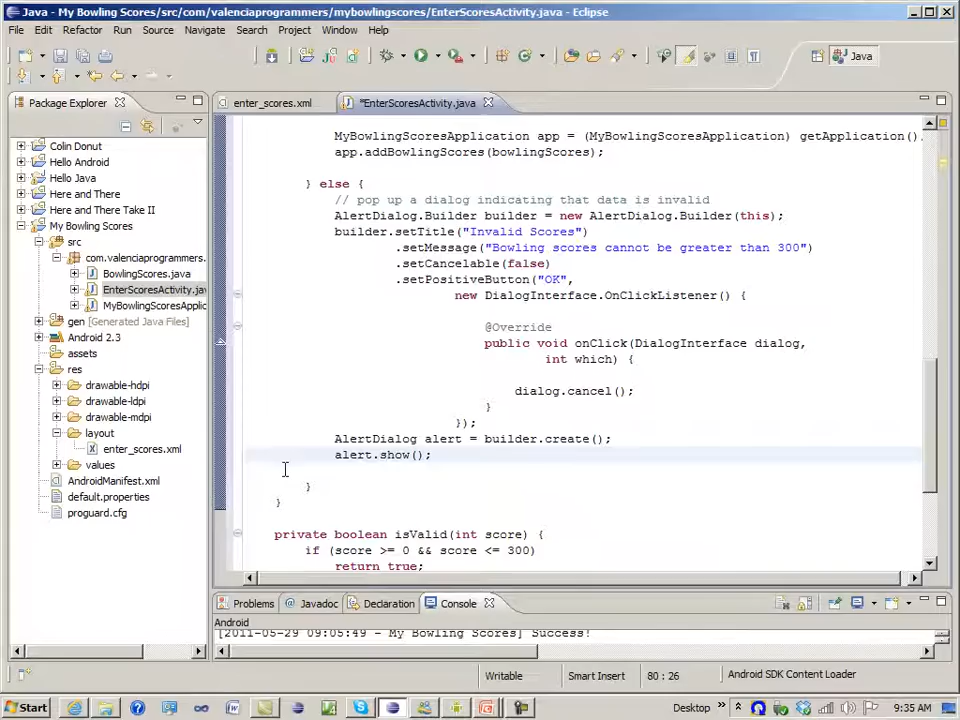 Java - My Bowling Scores/src/com/valenciaprogrammers/mybowlingscores/EnterScoresActivity.java - Eclipse
File Edit Refactor Run Source Navigate Search Project Window Help
Java
Package Explorer
enter_scores.xml
*EnterScoresActivity.java
Colin Donut
Hello Android
Hello Java
Here and There
Here and There Take II
My Bowling Scores
src
com.valenciaprogrammers.
BowlingScores.java
EnterScoresActivity.jav
MyBowlingScoresApplic
gen [Generated Java Files]
Android 2.3
assets
res
drawable-hdpi
drawable-ldpi
drawable-mdpi
layout
enter_scores.xml
values
AndroidManifest.xml
default.properties
proguard.cfg
MyBowlingScoresApplication app = (MyBowlingScoresApplication) getApplication().
app.addBowlingScores(bowlingScores);
} else {
// pop up a dialog indicating that data is invalid
AlertDialog.Builder builder = new AlertDialog.Builder(this);
builder.setTitle("Invalid Scores")
.setMessage("Bowling scores cannot be greater than 300")
.setCancelable(false)
.setPositiveButton("OK",
new DialogInterface.OnClickListener() {
@Override
public void onClick(DialogInterface dialog,
int which) {
dialog.cancel();
}
});
AlertDialog alert = builder.create();
alert.show();
}
}
private boolean isValid(int score) {
if (score >= 0 && score <= 300)
return true;
Problems Javadoc Declaration Console
Android
[2011-05-29 09:05:49 - My Bowling Scores] Success!
Writable
Smart Insert
80 : 26
Android SDK Content Loader
Start
Desktop
9:35 AM